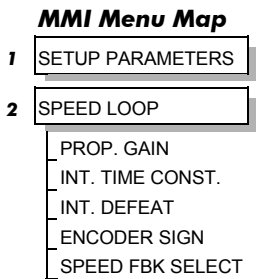 MMI Menu Map
1 SETUP PARAMETERS
2 SPEED LOOP
PROP. GAIN
INT. TIME CONST.
INT. DEFEAT
ENCODER SIGN
SPEED FBK SELECT